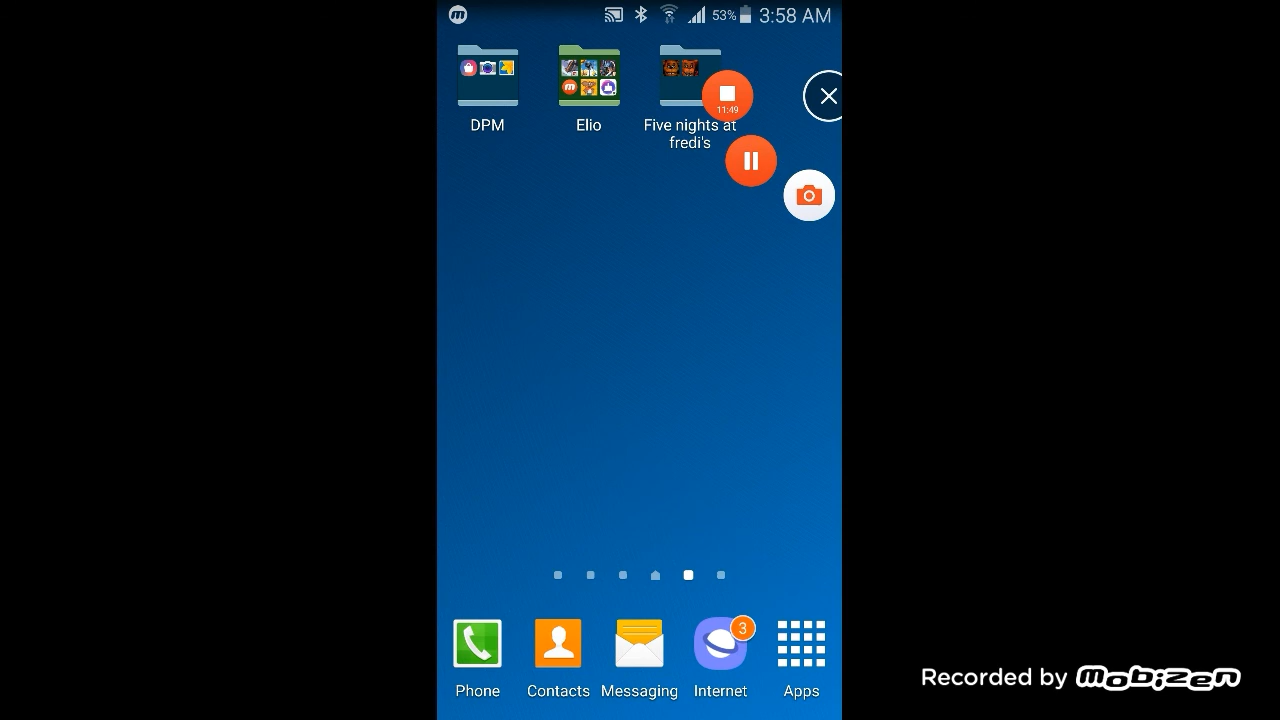 53% 3:58 AM
11:49
DPM
Elio
Five nights at
fredi's
3
Phone
Contacts
Messaging
Internet
Apps
Recorded by mobizen